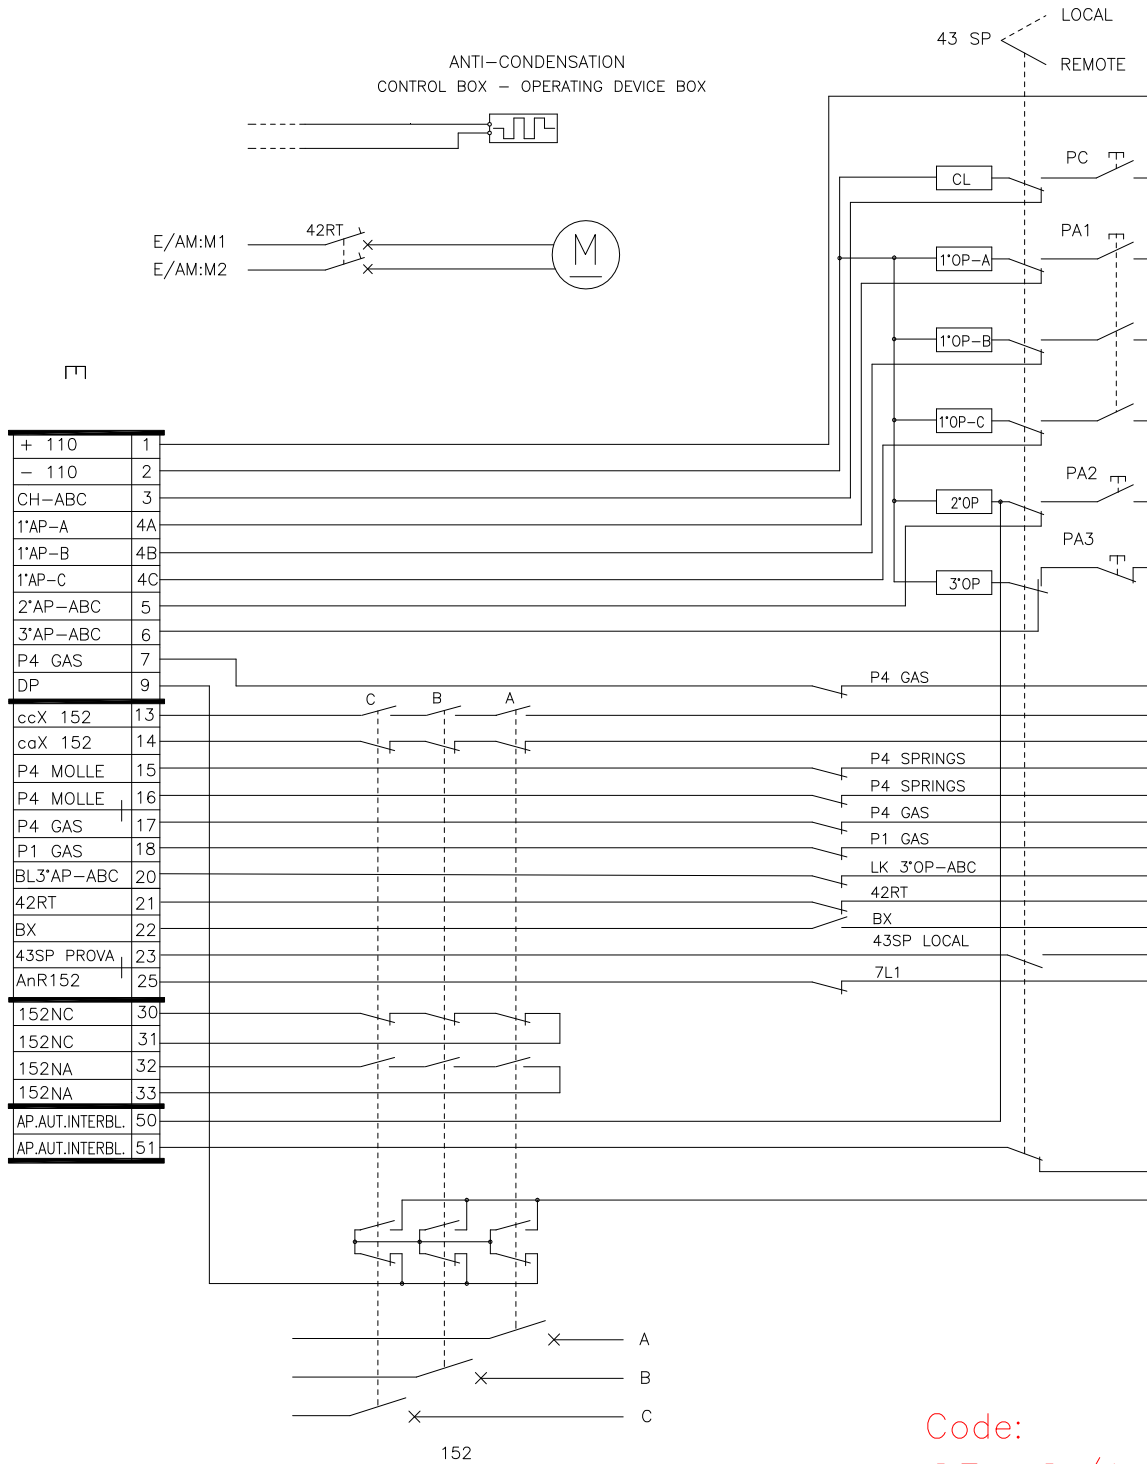 LOCAL
43 SP
REMOTE
ANTI-CONDENSATION
CONTROL BOX - OPERATING DEVICE BOX
PC
CL
PA1
42RT
E/AM:M1
E/AM:M2
M
1°OP-A
1°OP-B
E
1°OP-C
PA2
2°OP
PA3
3°OP
+ 110 1
- 110 2
CH-ABC 3
1°AP-A 4A
1°AP-B 4B
1°AP-C 4C
2°AP-ABC 5
3°AP-ABC 6
P4 GAS 7
DP 9
P4 GAS
C B A
ccX 152 13
caX 152 14
P4 MOLLE 15
P4 SPRINGS
P4 MOLLE 16
P4 SPRINGS
P4 GAS 17
P4 GAS
P1 GAS 18
P1 GAS
BL3°AP-ABC 20
LK 3°OP-ABC
42RT 21
42RT
BX 22
BX
43SP PROVA 23
43SP LOCAL
AnR152 25
7L1
152NC 30
152NC 31
152NA 32
152NA 33
AP.AUT.INTERBL. 50
AP.AUT.INTERBL. 51
A
B
C
152
Code: